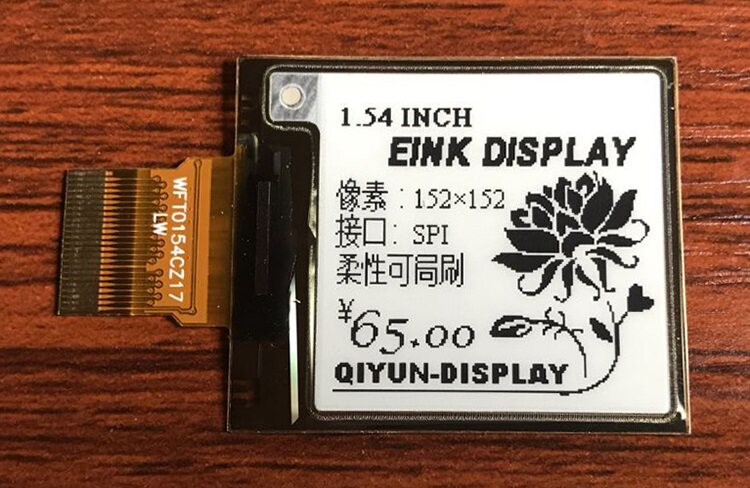 1.54 INCH
EINK DISPLAY
像素：152×152
接口：SPI
柔性可局刷
¥65.00
QIYUN-DISPLAY
WFT0154CZ17
LW